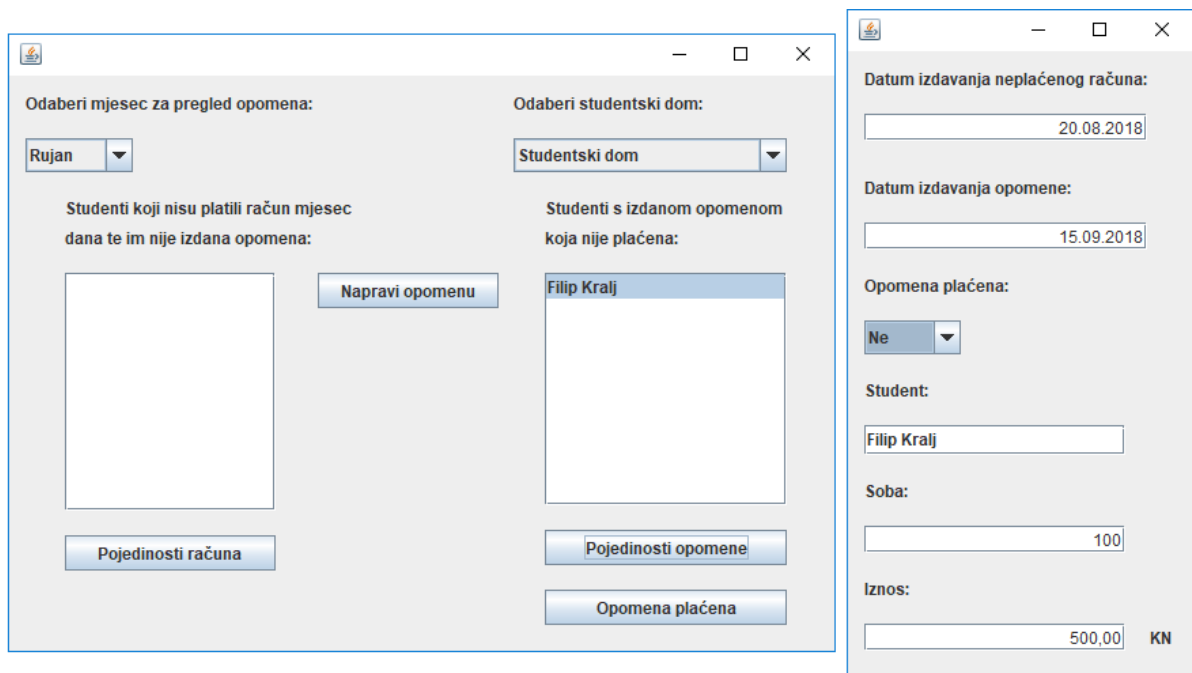 Odaberi mjesec za pregled opomena:
Odaberi studentski dom:
Rujan
Studentski dom
Studenti koji nisu platili račun mjesec
dana te im nije izdana opomena:
Studenti s izdanom opomenom
koja nije plaćena:
Napravi opomenu
Filip Kralj
Pojedinosti računa
Pojedinosti opomene
Opomena plaćena
Datum izdavanja neplaćenog računa:
20.08.2018
Datum izdavanja opomene:
15.09.2018
Opomena plaćena:
Ne
Student:
Filip Kralj
Soba:
100
Iznos:
500,00 KN